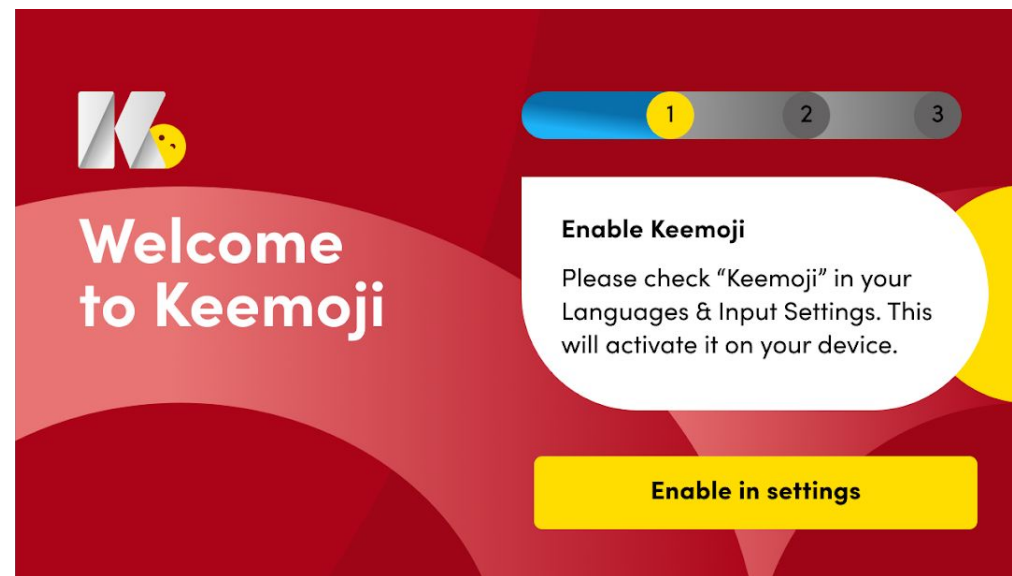 K
Welcome
to Keemoji
1 2 3
Enable Keemoji
Please check “Keemoji” in your
Languages & Input Settings. This
will activate it on your device.
Enable in settings